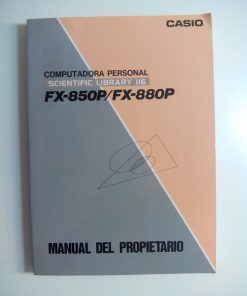 CASIO
COMPUTADORA PERSONAL
SCIENTIFIC LIBRARY 116
FX-850P/FX-880P
MANUAL DEL PROPIETARIO